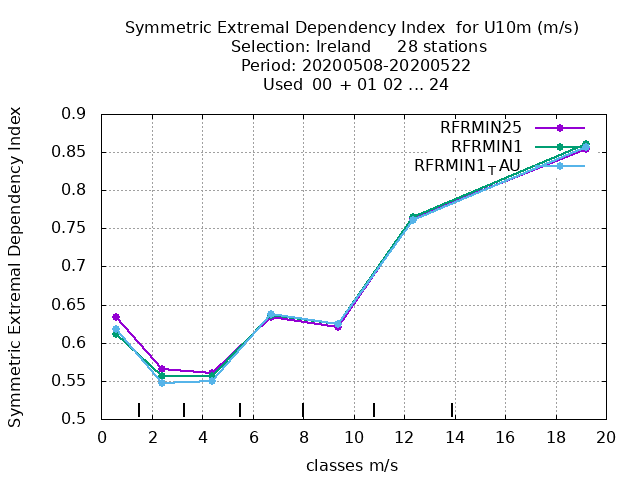 Symmetric Extremal Dependency Index  for U10m (m/s)
Selection: Ireland     28 stations
Period: 20200508-20200522
Used  00 + 01 02 ... 24
Symmetric Extremal Dependency Index
0.9
0.85
0.8
0.75
0.7
0.65
0.6
0.55
0.5
RFRMIN25
RFRMIN1
RFRMIN1TAU
0 2 4 6 8 10 12 14 16 18 20
classes m/s